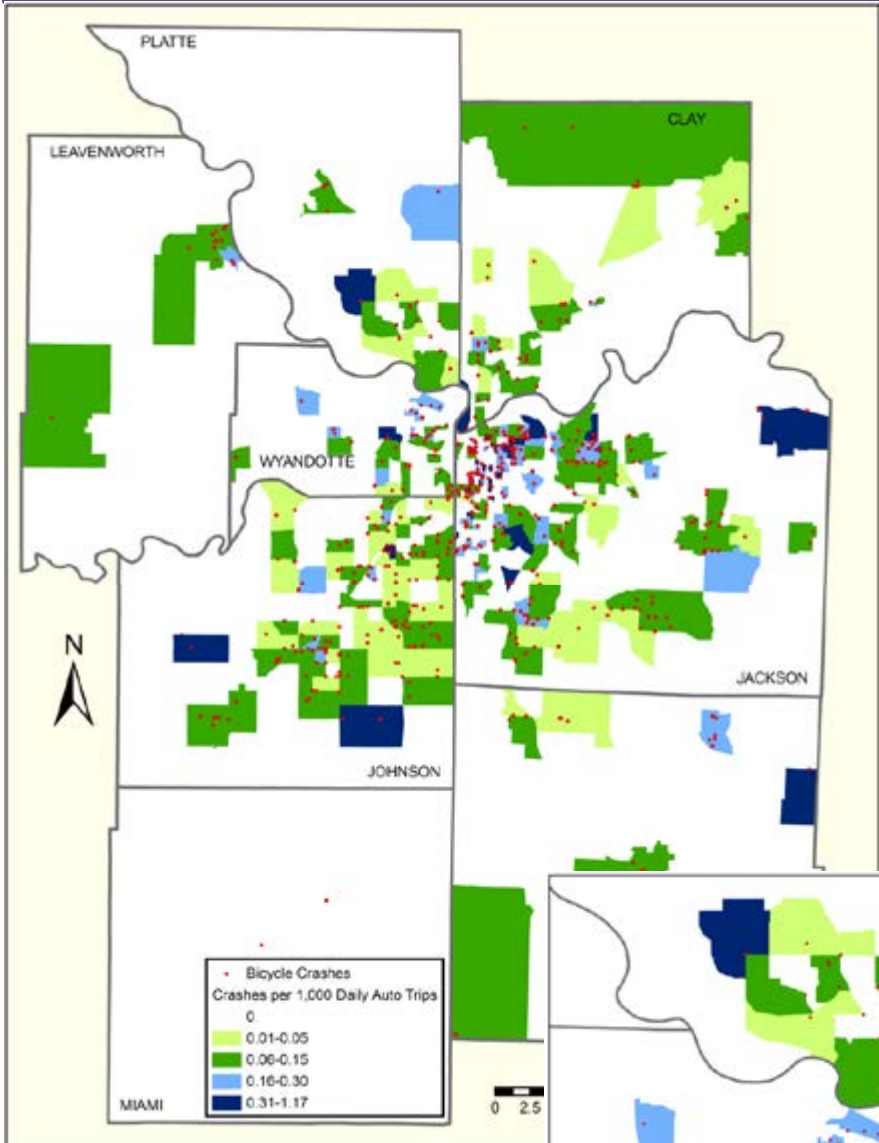 PLATTE
CLAY
LEAVENWORTH
WYANDOTTE
N
JACKSON
JOHNSON
Bicycle Crashes
Crashes per 1,000 Daily Auto Trips
0
0.01-0.05
0.06-0.15
0.16-0.30
0.31-1.17
MIAMI
0 2.5